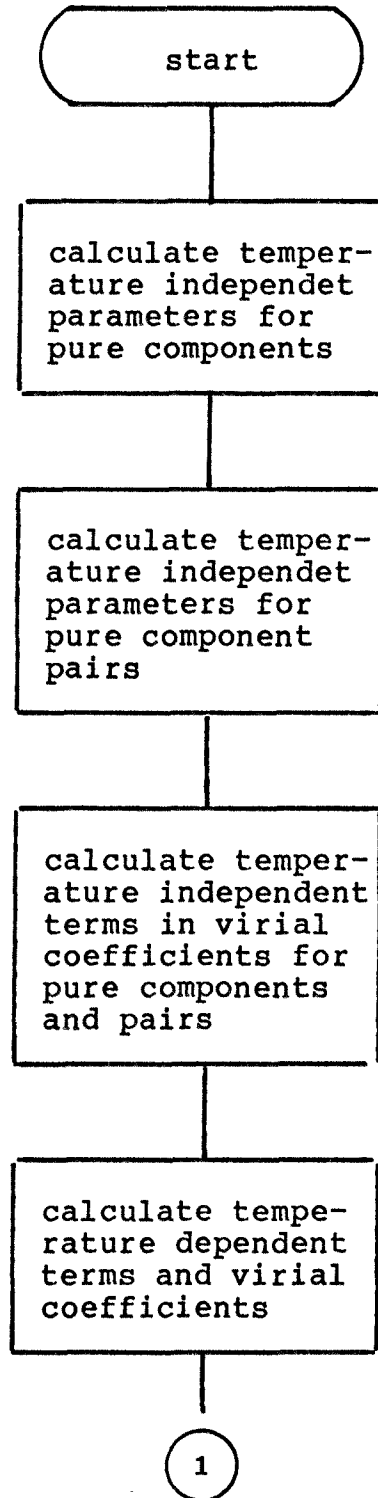 start
calculate temper-
ature independet
parameters for
pure components
calculate temper-
ature independet
parameters for
pure component
pairs
calculate temper-
ature independent
terms in virial
coefficients for
pure components
and pairs
calculate tempe-
rature dependent
terms and virial
coefficients
1